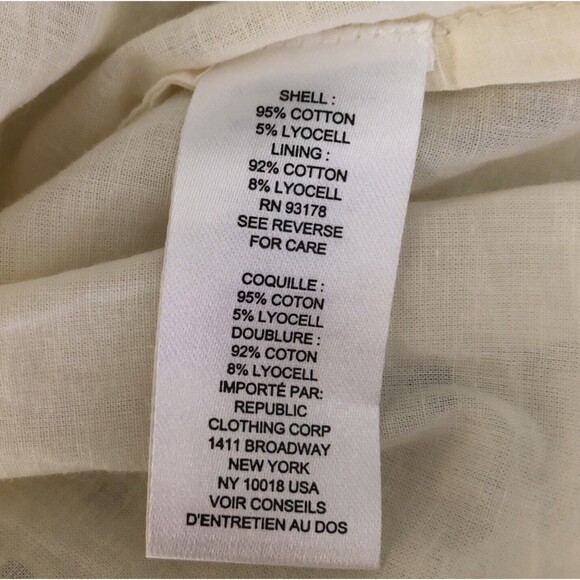 SHELL :
95% COTTON
5% LYOCELL
LINING :
92% COTTON
8% LYOCELL
RN 93178
SEE REVERSE
FOR CARE
COQUILLE :
95% COTON
5% LYOCELL
DOUBLURE :
92% COTON
8% LYOCELL
IMPORTÉ PAR:
REPUBLIC
CLOTHING CORP
1411 BROADWAY
NEW YORK
NY 10018 USA
VOIR CONSEILS
D'ENTRETIEN AU DOS